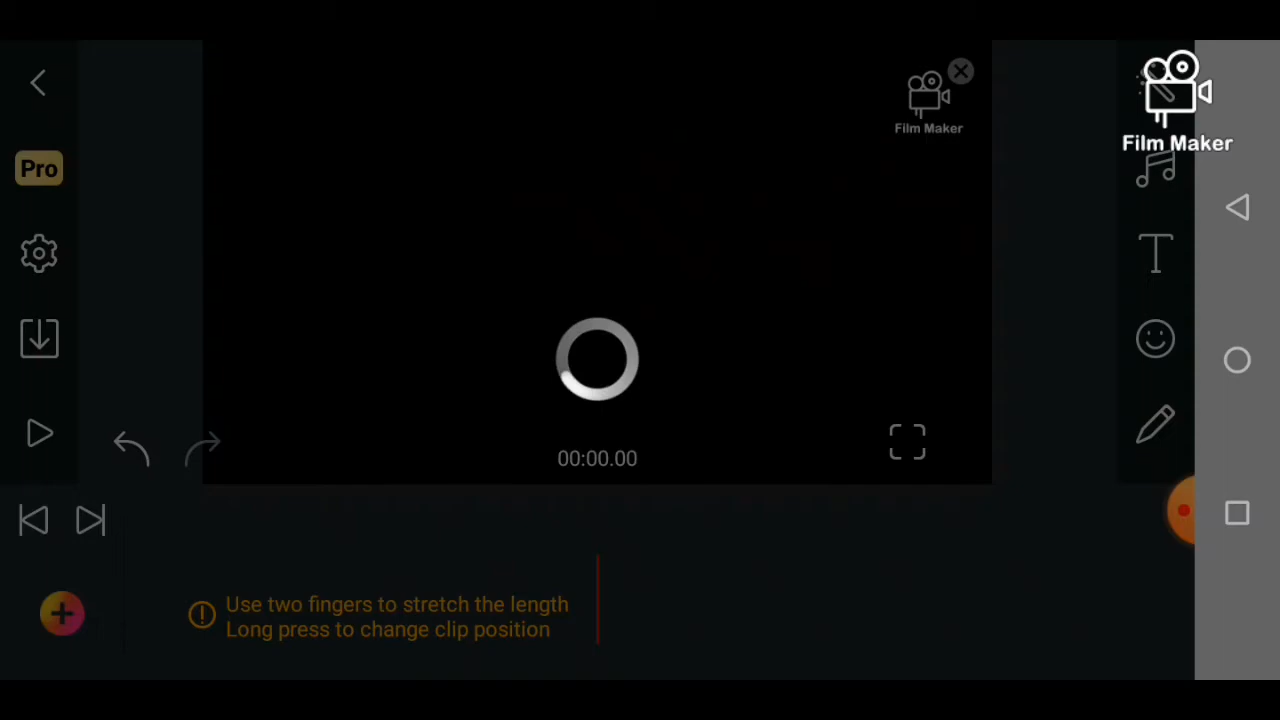 Pro
Film Maker
Film Maker
00:00.00
Use two fingers to stretch the length
Long press to change clip position